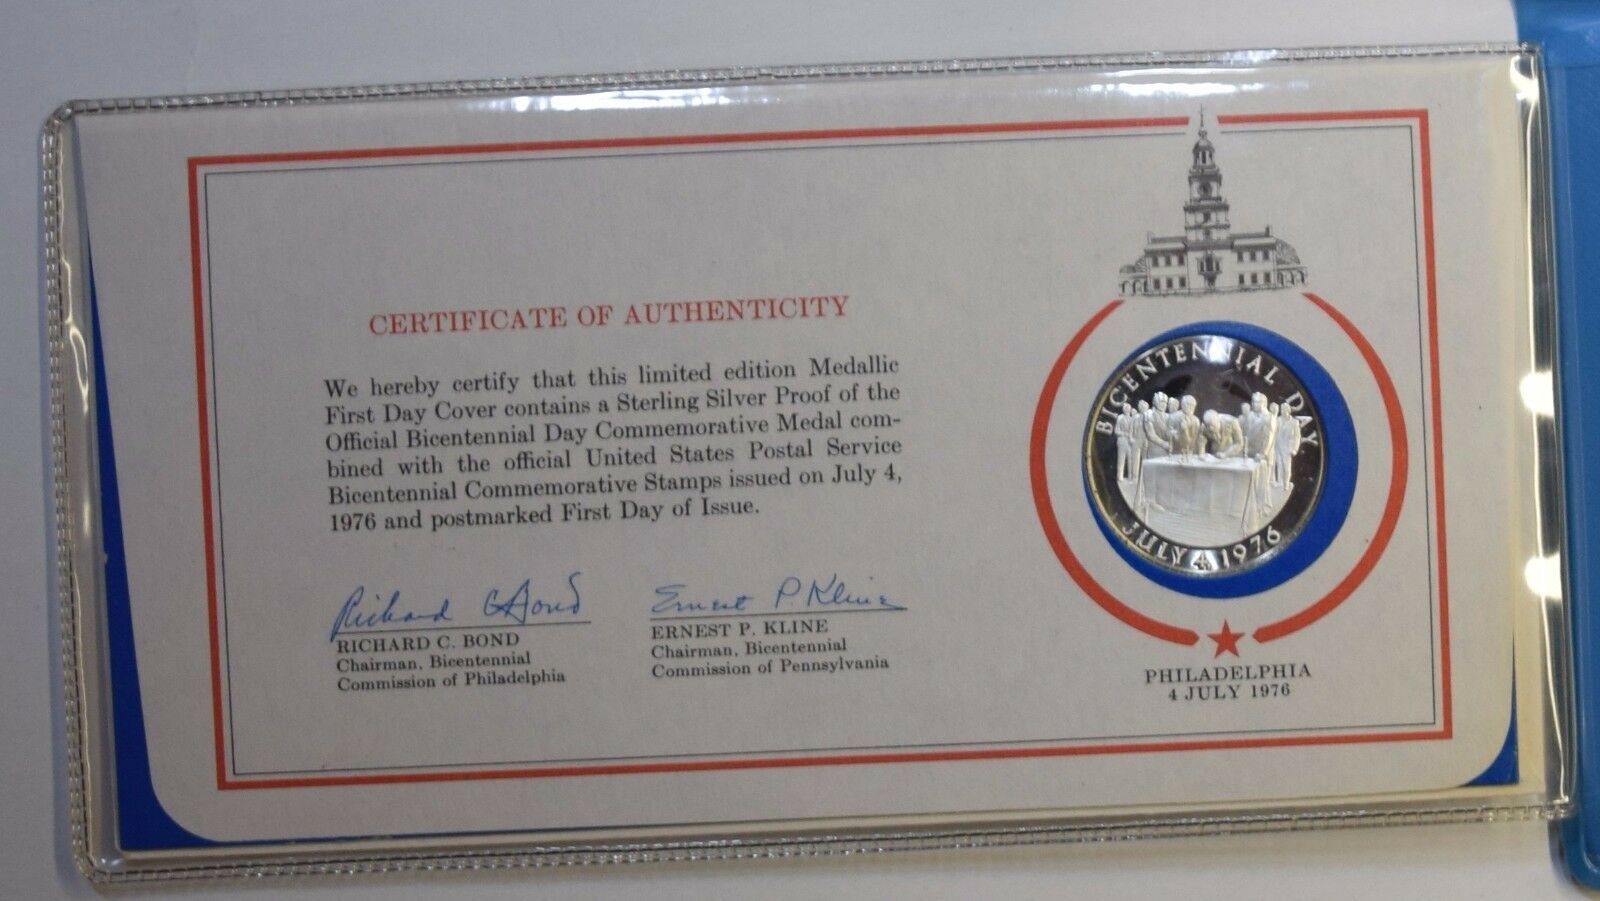 CERTIFICATE OF AUTHENTICITY
We hereby certify that this limited edition Medallic
First Day Cover contains a Sterling Silver Proof of the
Official Bicentennial Day Commemorative Medal com-
bined with the official United States Postal Service
Bicentennial Commemorative Stamps issued on July 4,
1976 and postmarked First Day of Issue.
Richard C Bond
RICHARD C. BOND
Chairman, Bicentennial
Commission of Philadelphia
Ernest P. Kline
ERNEST P. KLINE
Chairman, Bicentennial
Commission of Pennsylvania
BICENTENNIAL DAY
JULY 4 1976
PHILADELPHIA
4 JULY 1976